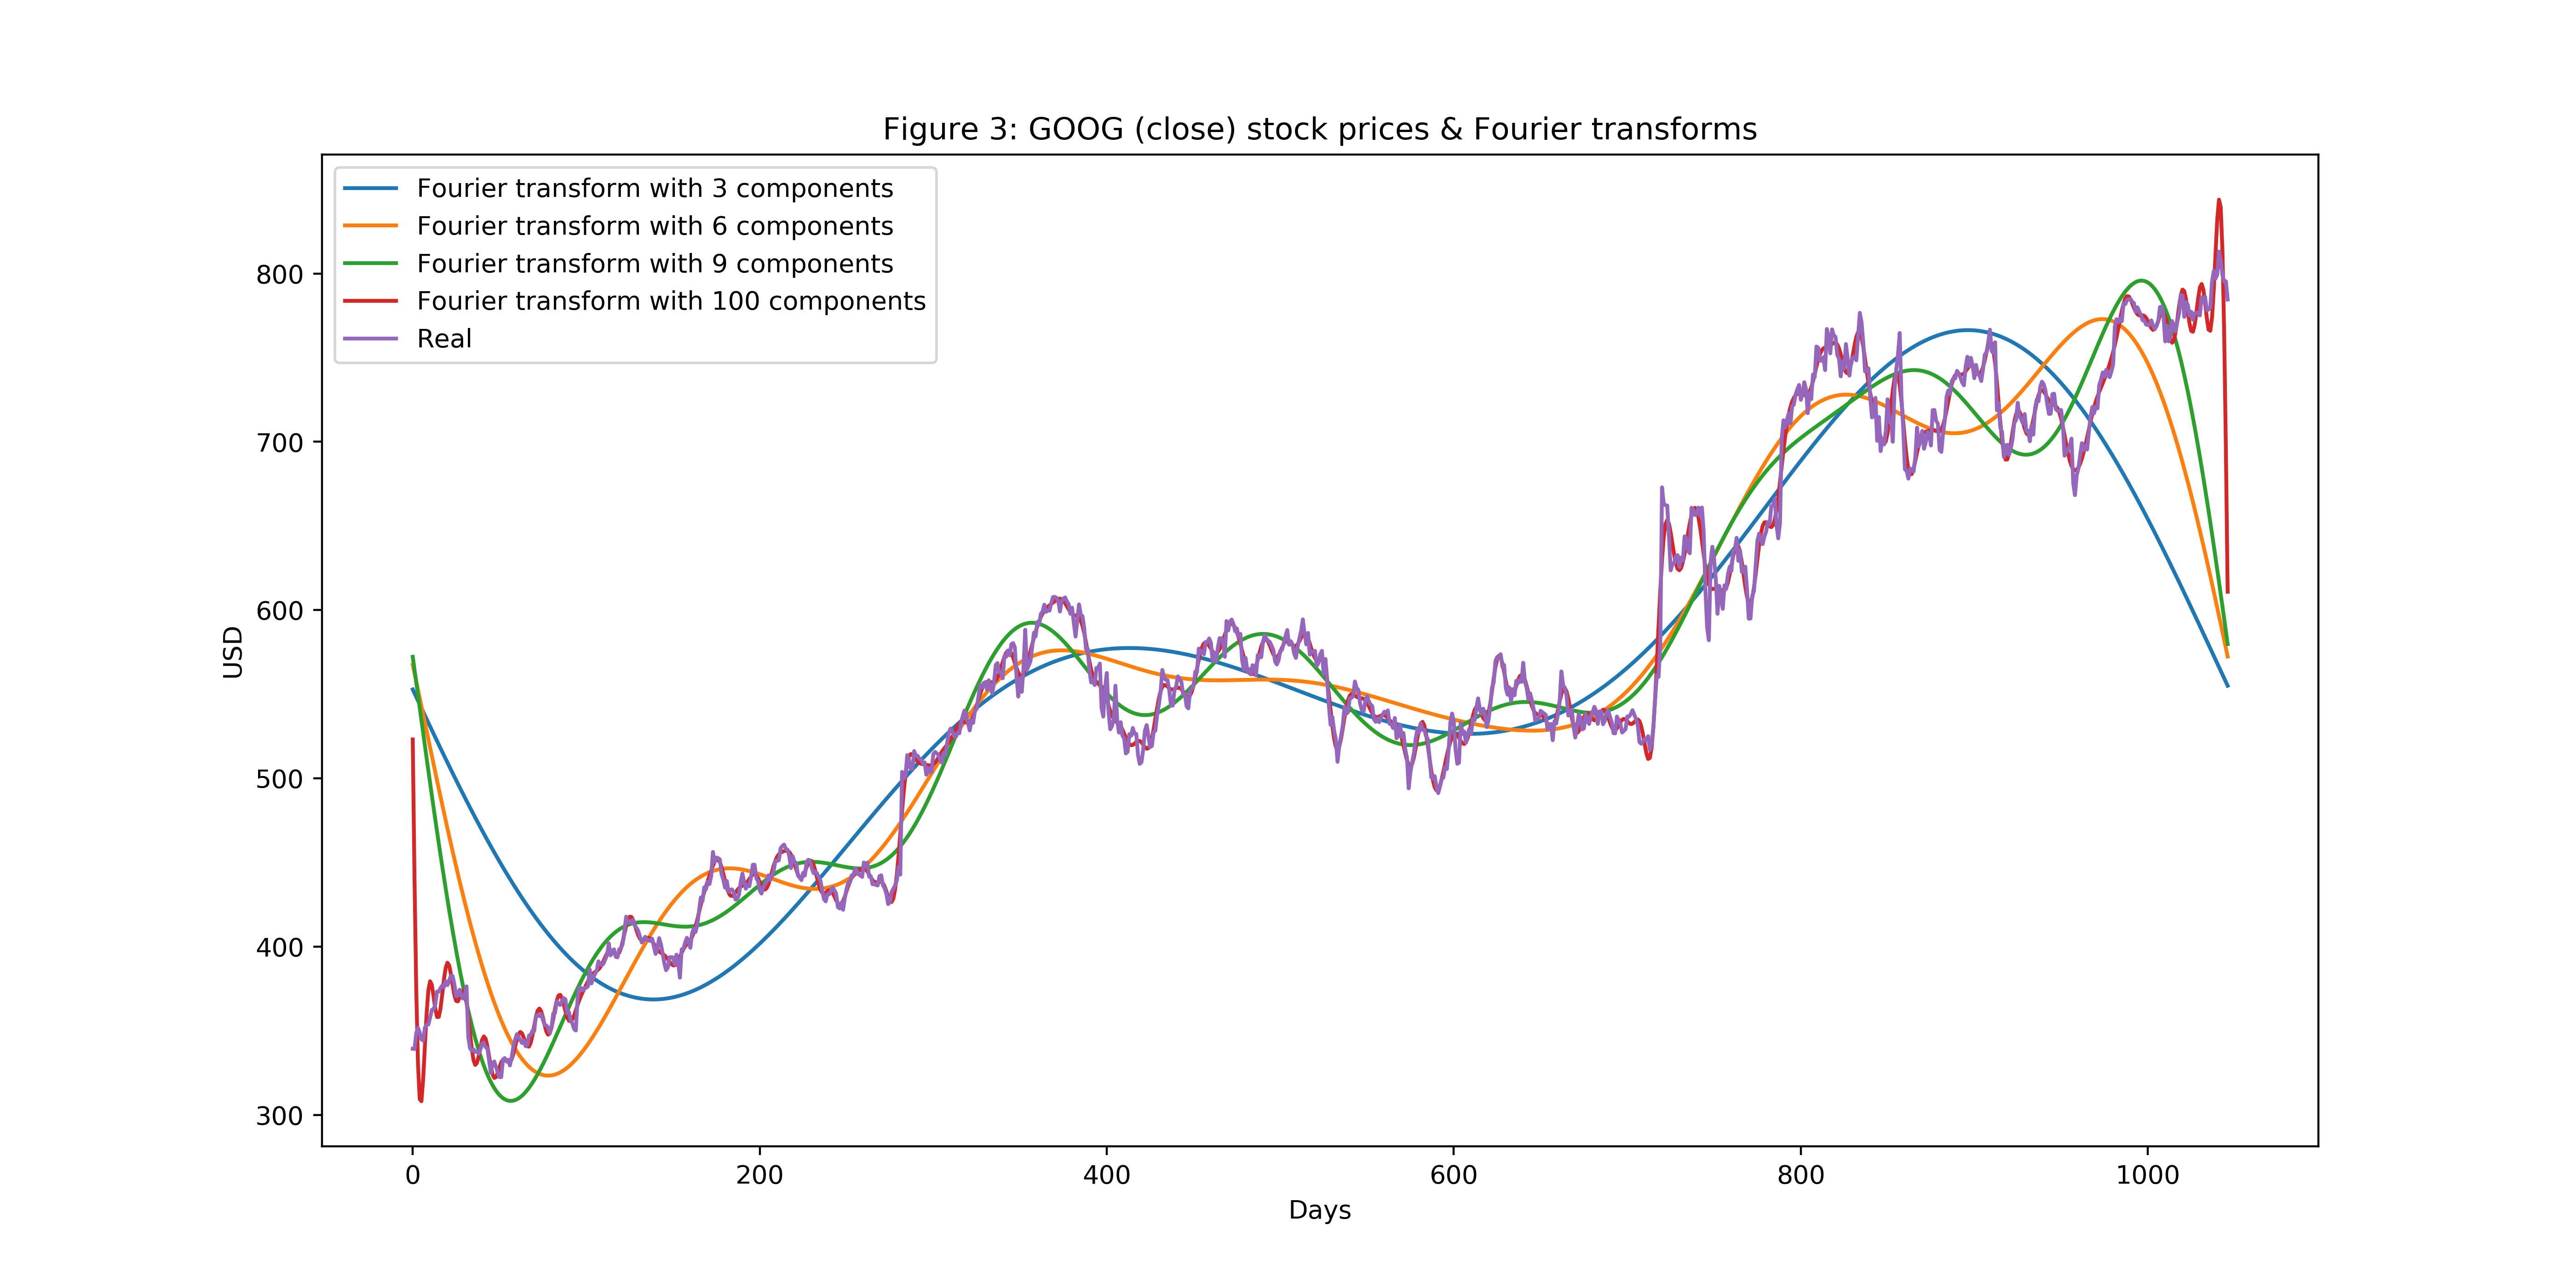 Figure 3: GOOG (close) stock prices & Fourier transforms
Fourier transform with 3 components
Fourier transform with 6 components
Fourier transform with 9 components
Fourier transform with 100 components
Real
800
700
600
500
400
300
USD
0 200 400 600 800 1000
Days